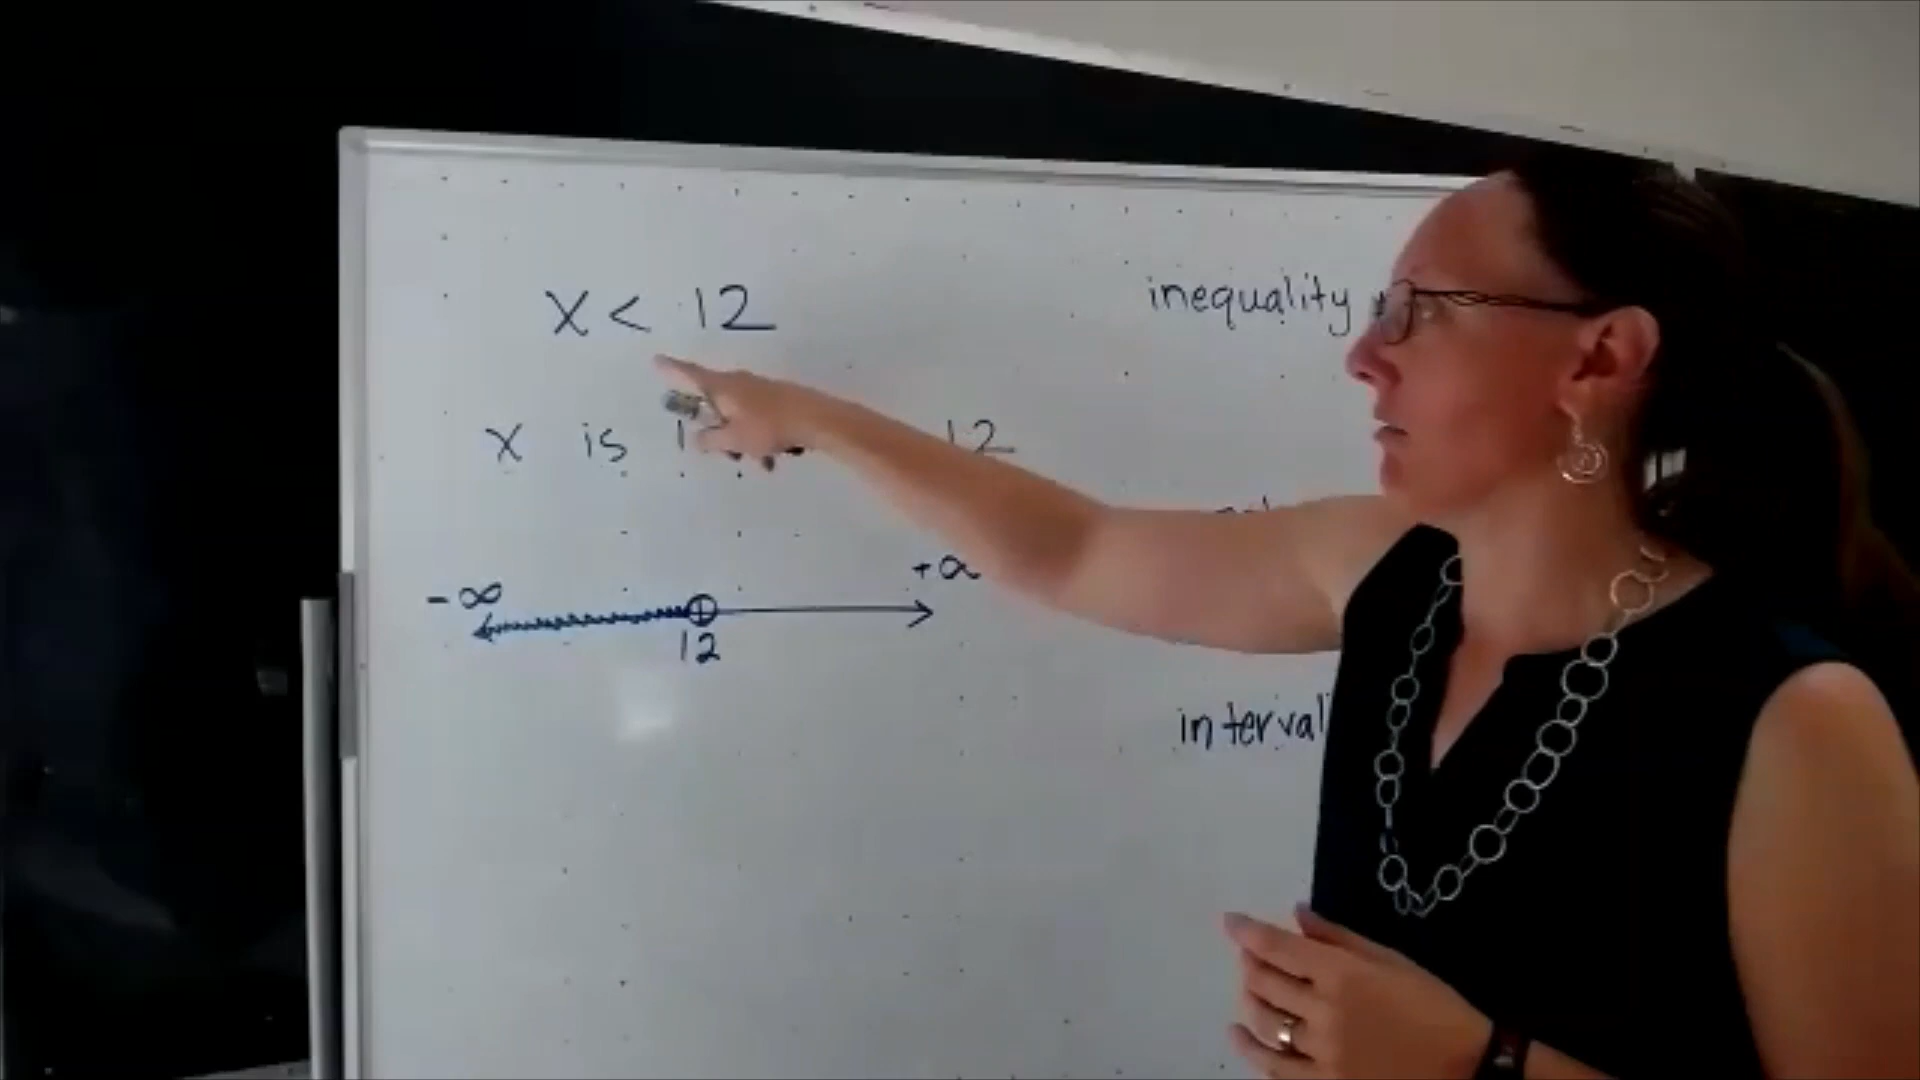 x < 12
inequality
x is 12
-∞
12
interval